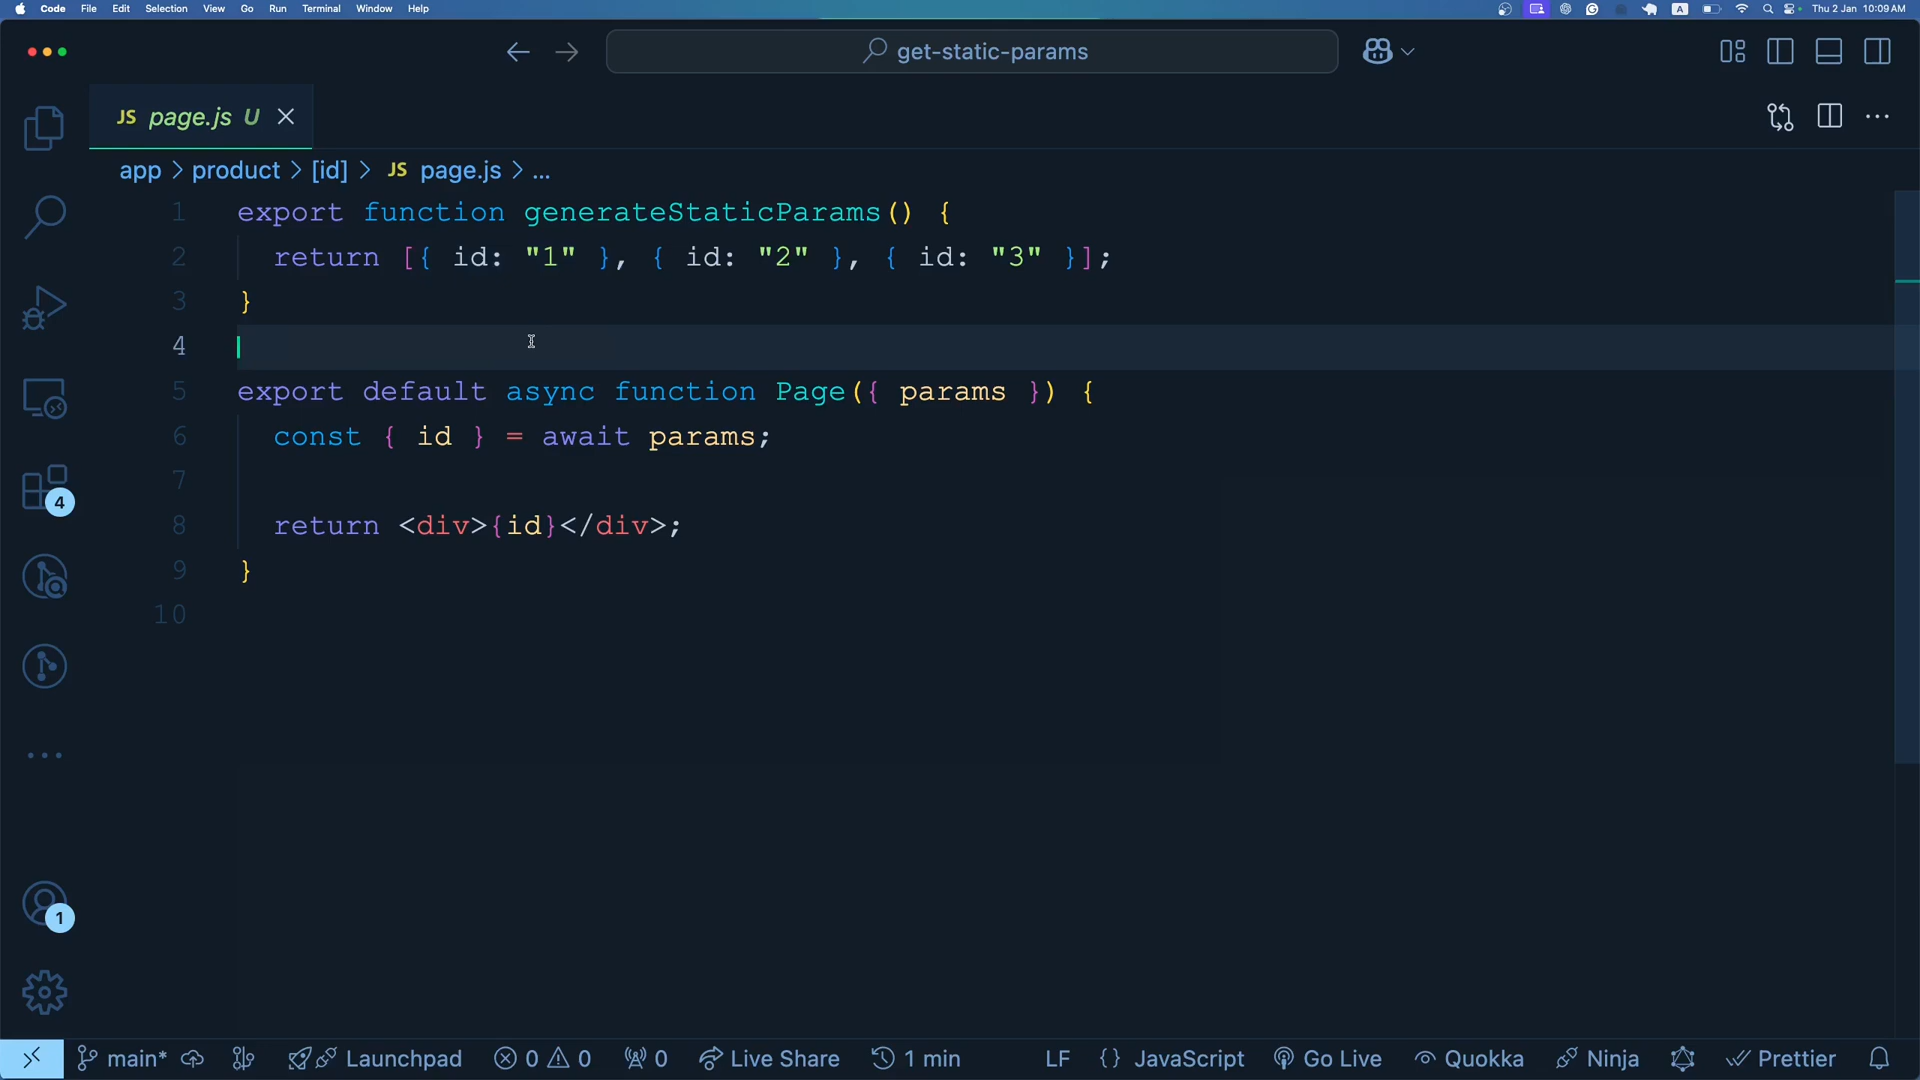 Code File Edit Selection View Go Run Terminal Window Help
A Thu 2 Jan 10:09 AM
get-static-params
JS page.js U
app > product > [id] > JS page.js > ...
1 export function generateStaticParams() {
2 return [{ id: "1" }, { id: "2" }, { id: "3" }];
3 }
4
5 export default async function Page({ params }) {
6 const { id } = await params;
7
8 return <div>{id}</div>;
9 }
10
4
1
main* Launchpad 0 0 0 Live Share 1 min LF {} JavaScript Go Live Quokka Ninja Prettier